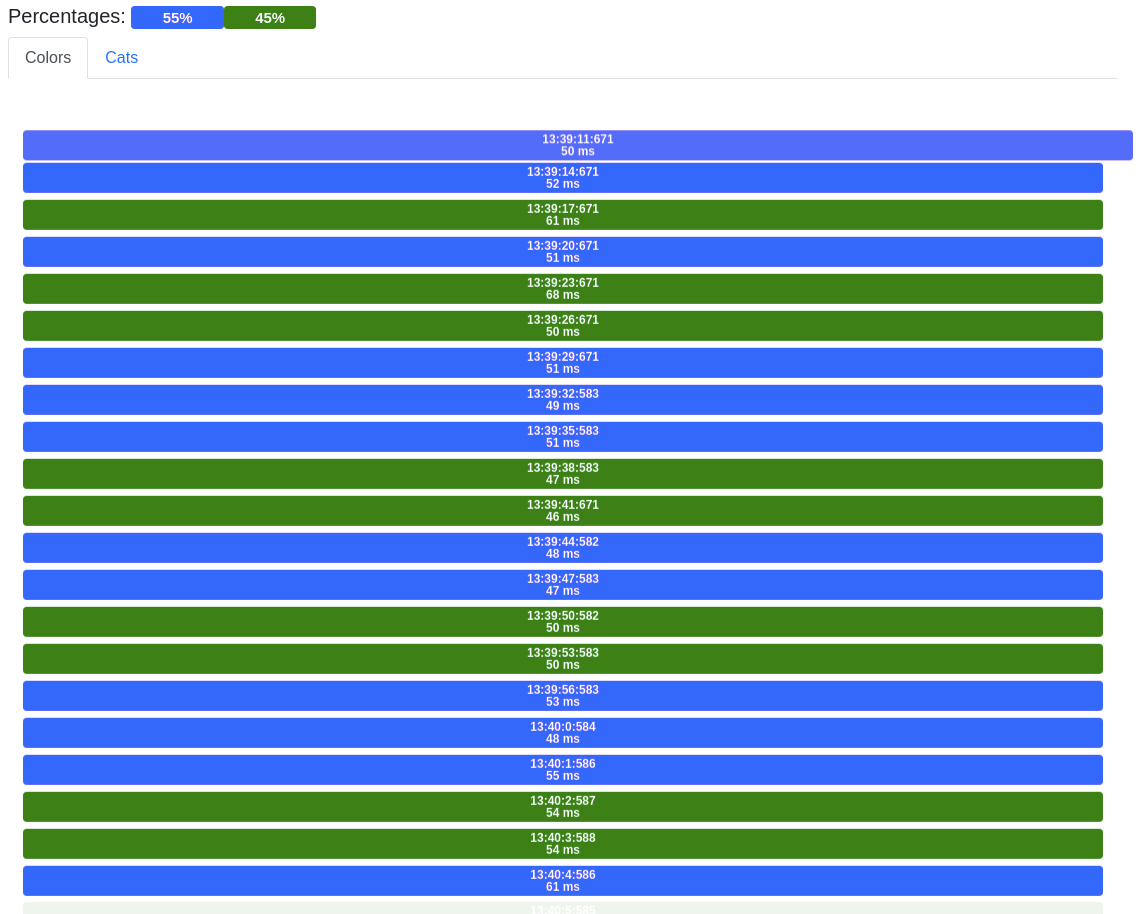 Percentages: 55% 45%
Colors Cats
13:39:11:671
50 ms
13:39:14:671
52 ms
13:39:17:671
61 ms
13:39:20:671
51 ms
13:39:23:671
68 ms
13:39:26:671
50 ms
13:39:29:671
51 ms
13:39:32:583
49 ms
13:39:35:583
51 ms
13:39:38:583
47 ms
13:39:41:671
46 ms
13:39:44:582
48 ms
13:39:47:583
47 ms
13:39:50:582
50 ms
13:39:53:583
50 ms
13:39:56:583
53 ms
13:40:0:584
48 ms
13:40:1:586
55 ms
13:40:2:587
54 ms
13:40:3:588
54 ms
13:40:4:586
61 ms